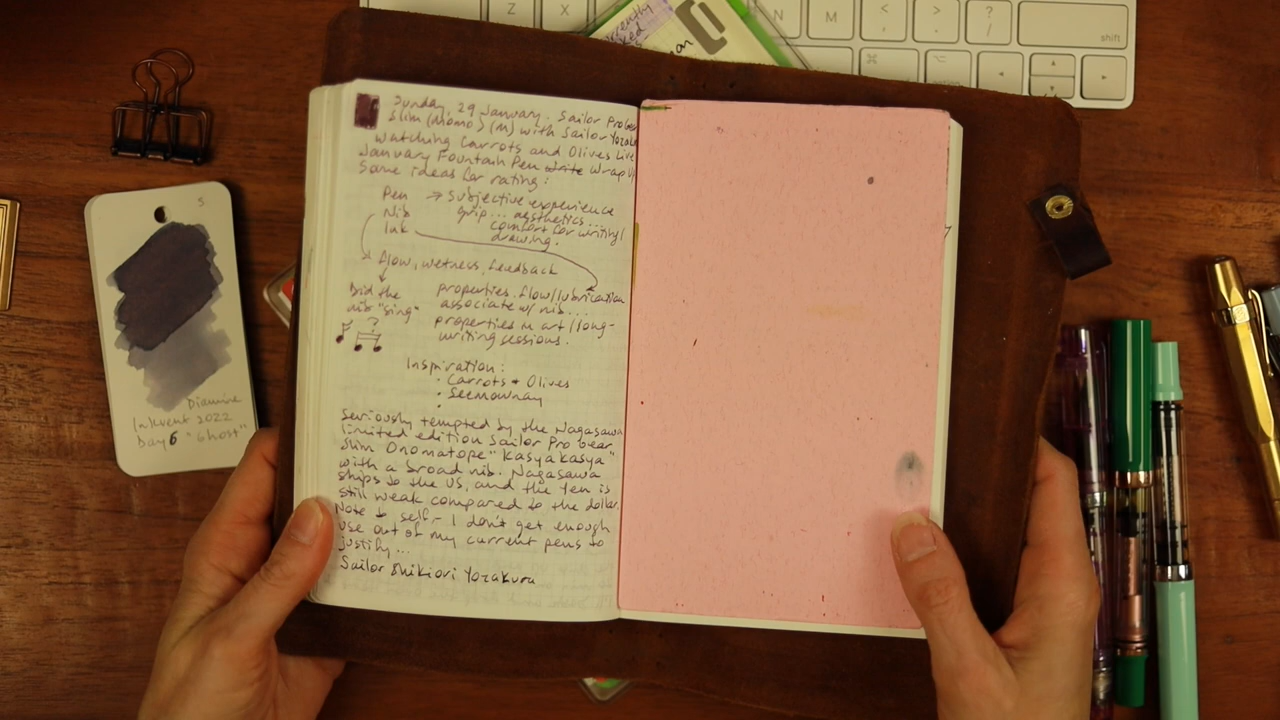 Sunday, 29 January. Sailor Pro Gear
Slim (Momo) (M) with Sailor
watching Carrots and Olives Live
January Fountain Pen write Wrap Up
Some ideas for rating:
Pen → Subjective experience
Nib grip... aesthetics...
Ink comfort for writing/
drawing.
flow, wetness, feedback
Did the
nib "sing"
?
properties. flow/lubrication
associate w/ nib...
properties in art/long-
writing sessions.
Inspiration:
· Carrots + Olives
· Seemownay
·
Seriously tempted by the Nagasawa
limited edition Sailor Pro Gear
Slim Onomatope "Kasyakasya"
with a broad nib. Nagasawa
ships to the US, and the Yen is
still weak compared to the dollar.
Note to self - I don't get enough
use out of my current pens to
justify...
Sailor Shikiori Yozakura
S
Diamine
Inkvent 2022
Day 6 "Ghost"
Z
X
N
M
<
,
>
.
?
/
shift